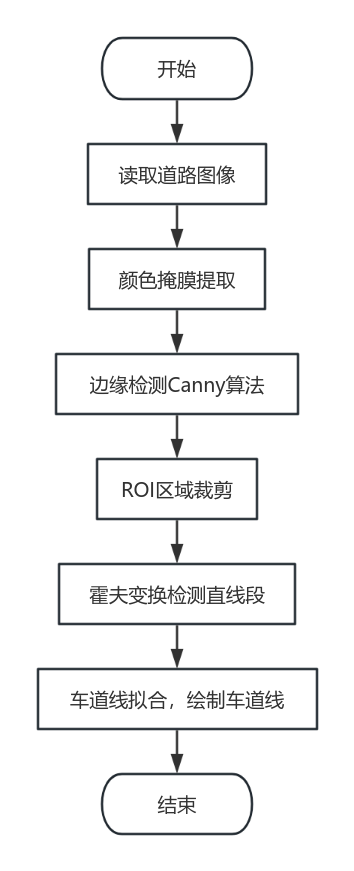 开始
读取道路图像
颜色掩膜提取
边缘检测Canny算法
ROI区域裁剪
霍夫变换检测直线段
车道线拟合，绘制车道线
结束